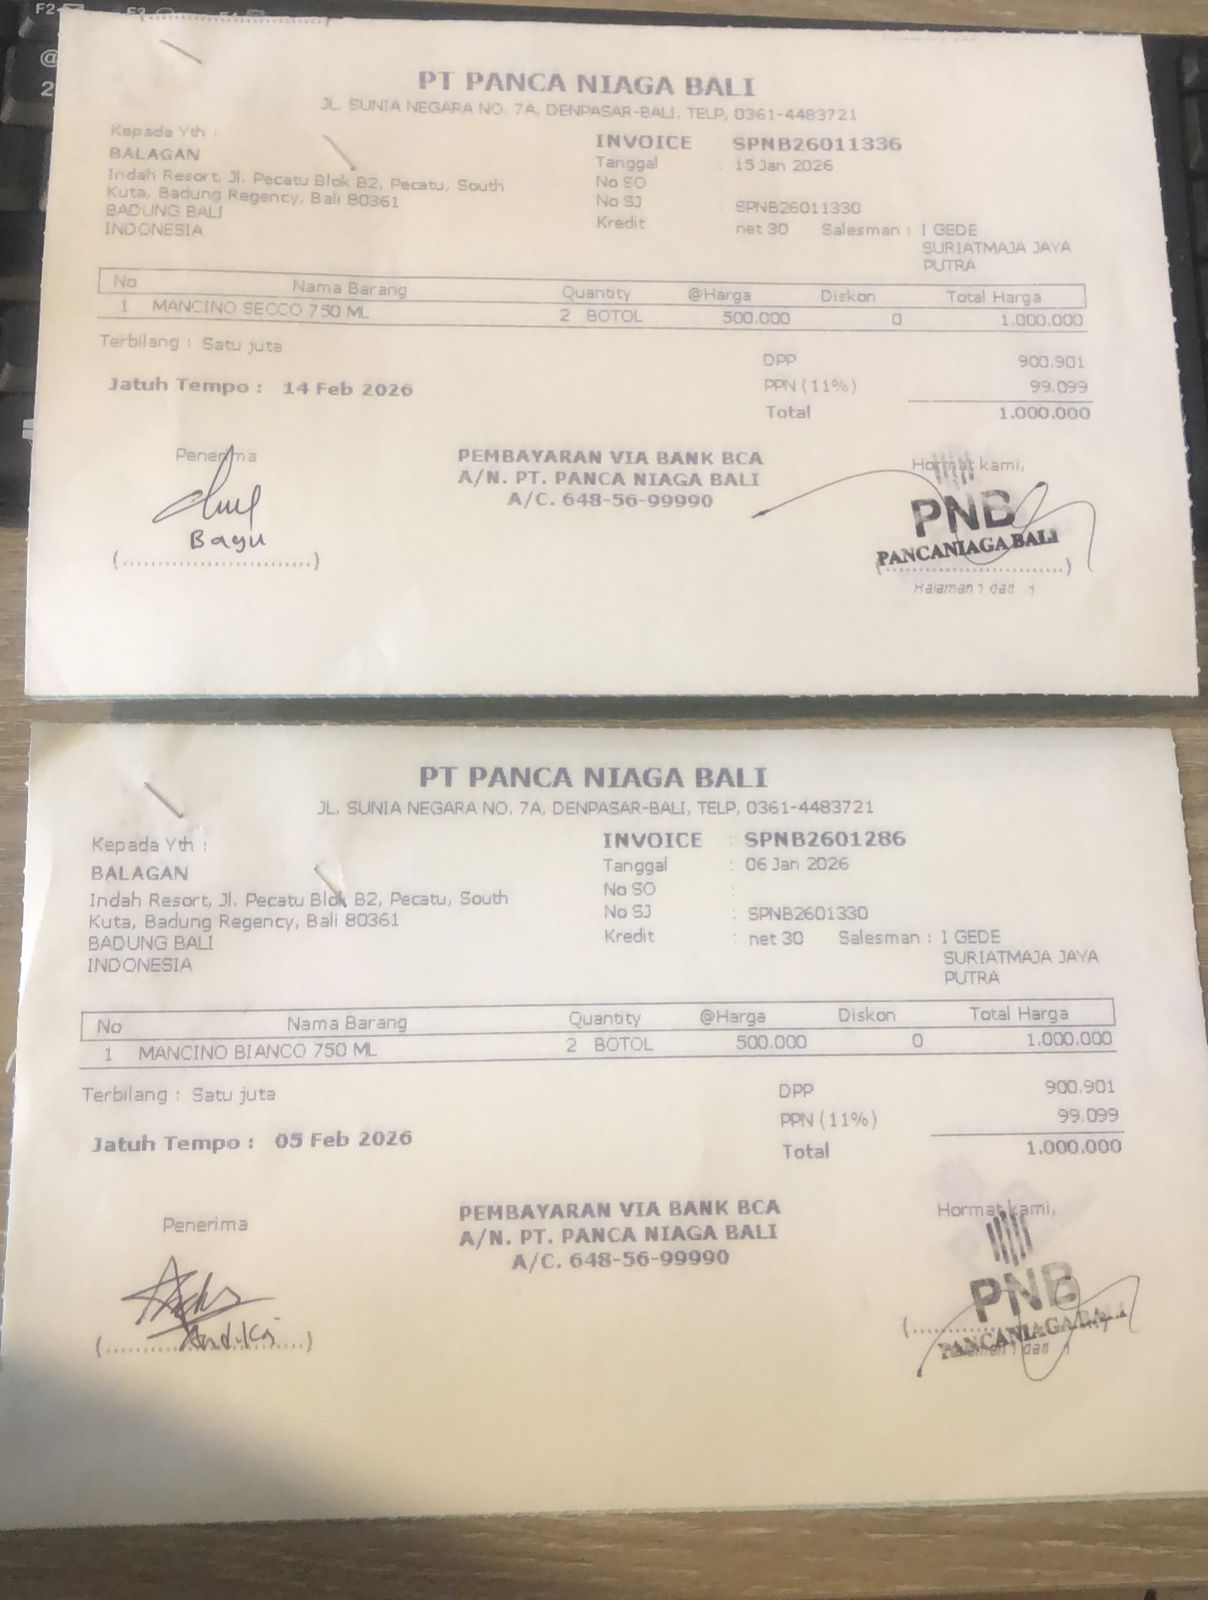 F2
@
2
PT PANCA NIAGA BALI
JL. SUNIA NEGARA NO. 7A, DENPASAR-BALI, TELP, 0361-4483721
Kepada Yth :
BALAGAN
Indah Resort, Jl. Pecatu Blok B2, Pecatu, South
Kuta, Badung Regency, Bali 80361
BADUNG BALI
INDONESIA
INVOICE SPNB26011336
Tanggal : 15 Jan 2026
No SO :
No SJ : SPNB26011330
Kredit : net 30 Salesman : I GEDE
SURIATMAJA JAYA
PUTRA
No Nama Barang Quantity @Harga Diskon Total Harga
1 MANCINO SECCO 750 ML 2 BOTOL 500.000 0 1.000.000
Terbilang : Satu juta
DPP 900.901
Jatuh Tempo : 14 Feb 2026
PPN (11%) 99.099
Total 1.000.000
Penerima
PEMBAYARAN VIA BANK BCA
A/N. PT. PANCA NIAGA BALI
A/C. 648-56-99990
Hormat kami,
PNB
PANCANIAGA BALI
Bayu
(..............................)
(..............................)
Halaman 1 dari 1
PT PANCA NIAGA BALI
JL. SUNIA NEGARA NO. 7A, DENPASAR-BALI, TELP, 0361-4483721
Kepada Yth :
BALAGAN
Indah Resort, Jl. Pecatu Blok B2, Pecatu, South
Kuta, Badung Regency, Bali 80361
BADUNG BALI
INDONESIA
INVOICE : SPNB2601286
Tanggal : 06 Jan 2026
No SO :
No SJ : SPNB2601330
Kredit : net 30 Salesman : I GEDE
SURIATMAJA JAYA
PUTRA
No Nama Barang Quantity @Harga Diskon Total Harga
1 MANCINO BIANCO 750 ML 2 BOTOL 500.000 0 1.000.000
Terbilang : Satu juta
DPP 900.901
PPN (11%) 99.099
Jatuh Tempo : 05 Feb 2026
Total 1.000.000
Penerima
PEMBAYARAN VIA BANK BCA
A/N. PT. PANCA NIAGA BALI
A/C. 648-56-99990
Hormat kami,
PNB
PANCANIAGA BALI
Andika
(..............................)
(..............................)
Halaman 1 dari 1